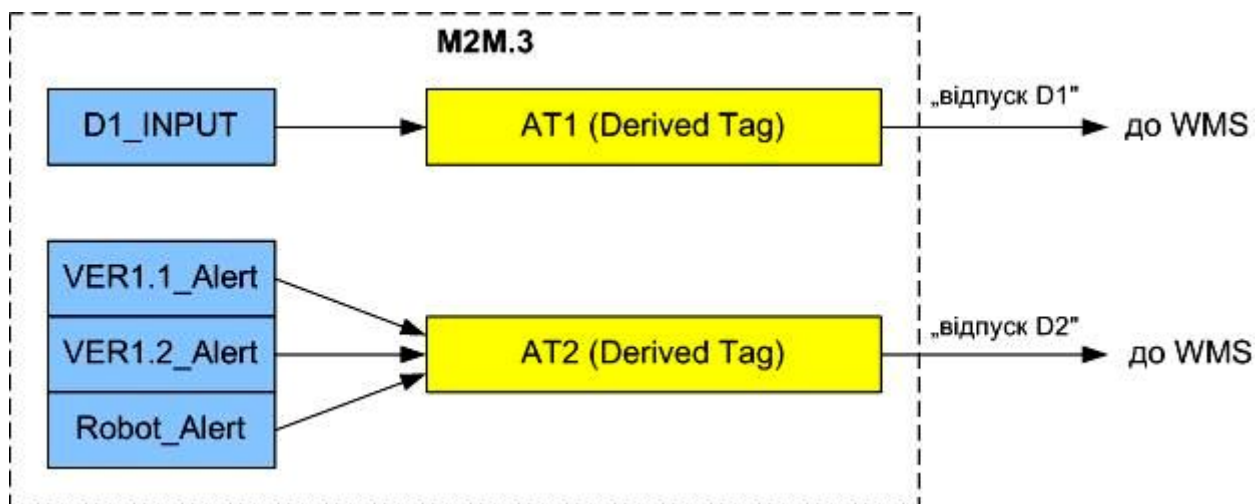 M2M.3
D1_INPUT
AT1 (Derived Tag)
„відпуск D1"
до WMS
VER1.1_Alert
VER1.2_Alert
Robot_Alert
AT2 (Derived Tag)
„відпуск D2"
до WMS